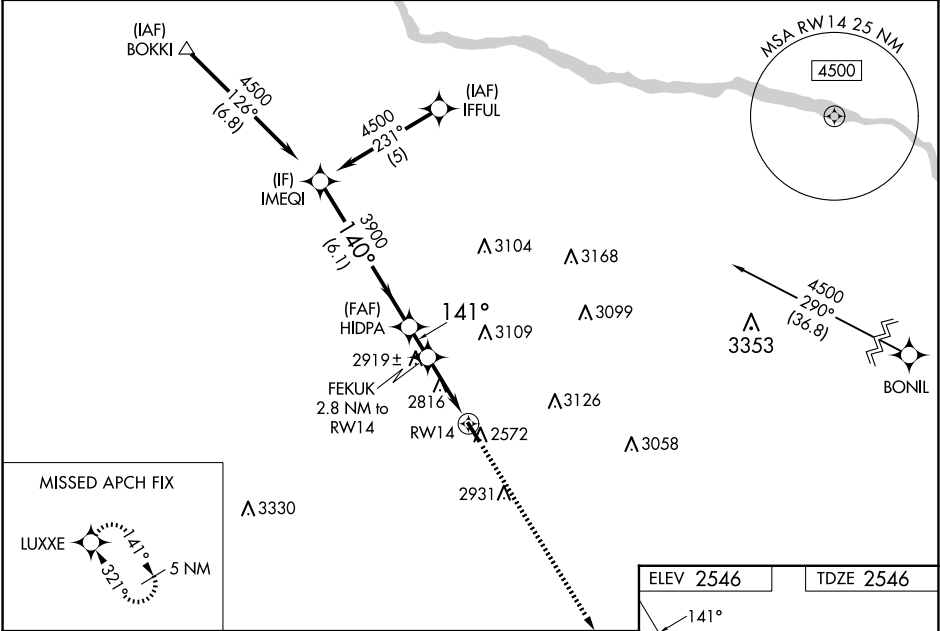 (IAF)
BOKKI
4500
126°
(6.8)
(IAF)
IFFUL
4500
231°
(5)
MSA RW14 25 NM
4500
(IF)
IMEQI
3900
140°
(6.1)
3104
3168
(FAF)
HIDPA
141°
3109
3099
4500
290°
(36.8)
3353
BONIL
2919±
FEKUK
2.8 NM to
RW14
2816
3126
RW14
2572
3058
2931
3330
MISSED APCH FIX
LUXXE
141°
321°
5 NM
ELEV 2546
TDZE 2546
141°